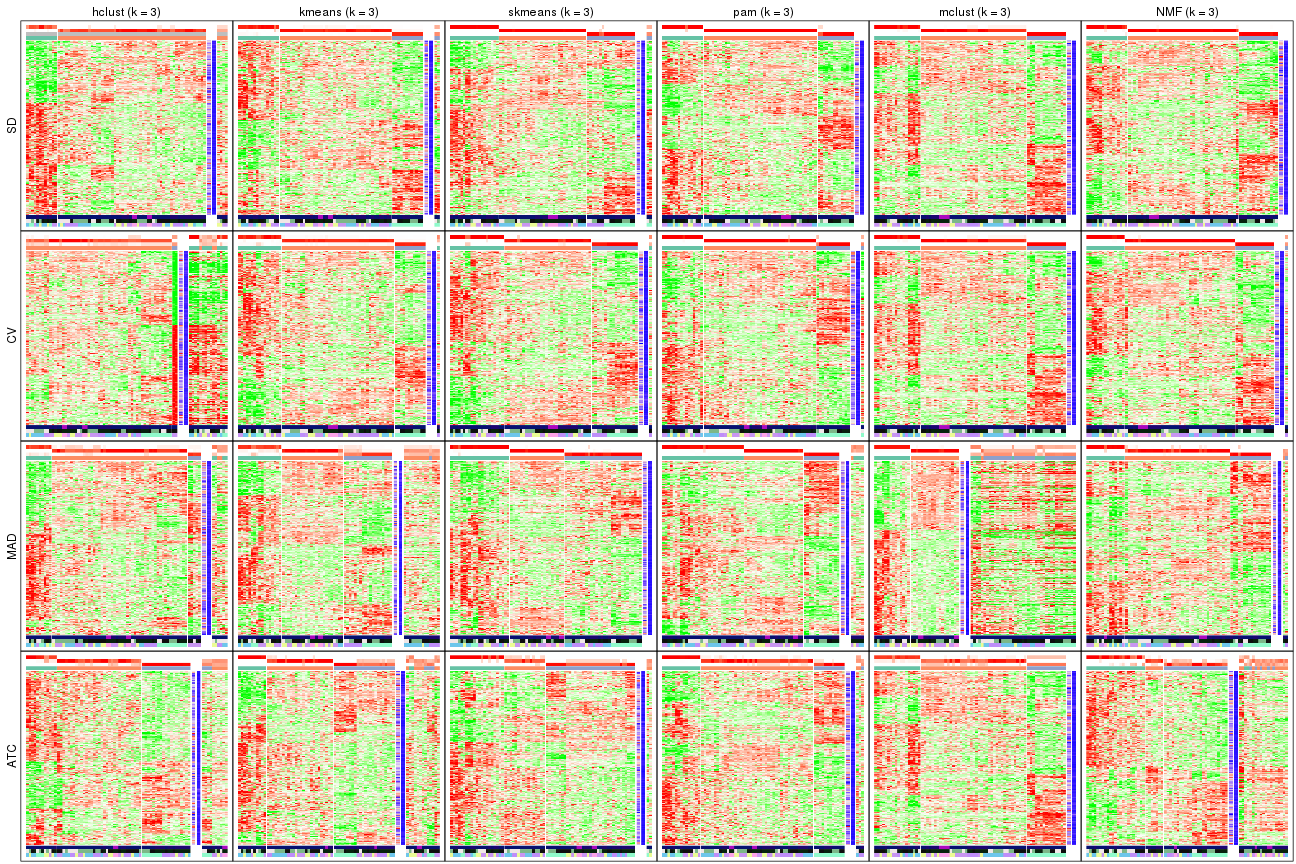 hclust (k = 3) kmeans (k = 3) skmeans (k = 3) pam (k = 3) mclust (k = 3) NMF (k = 3)
SD
CV
MAD
ATC